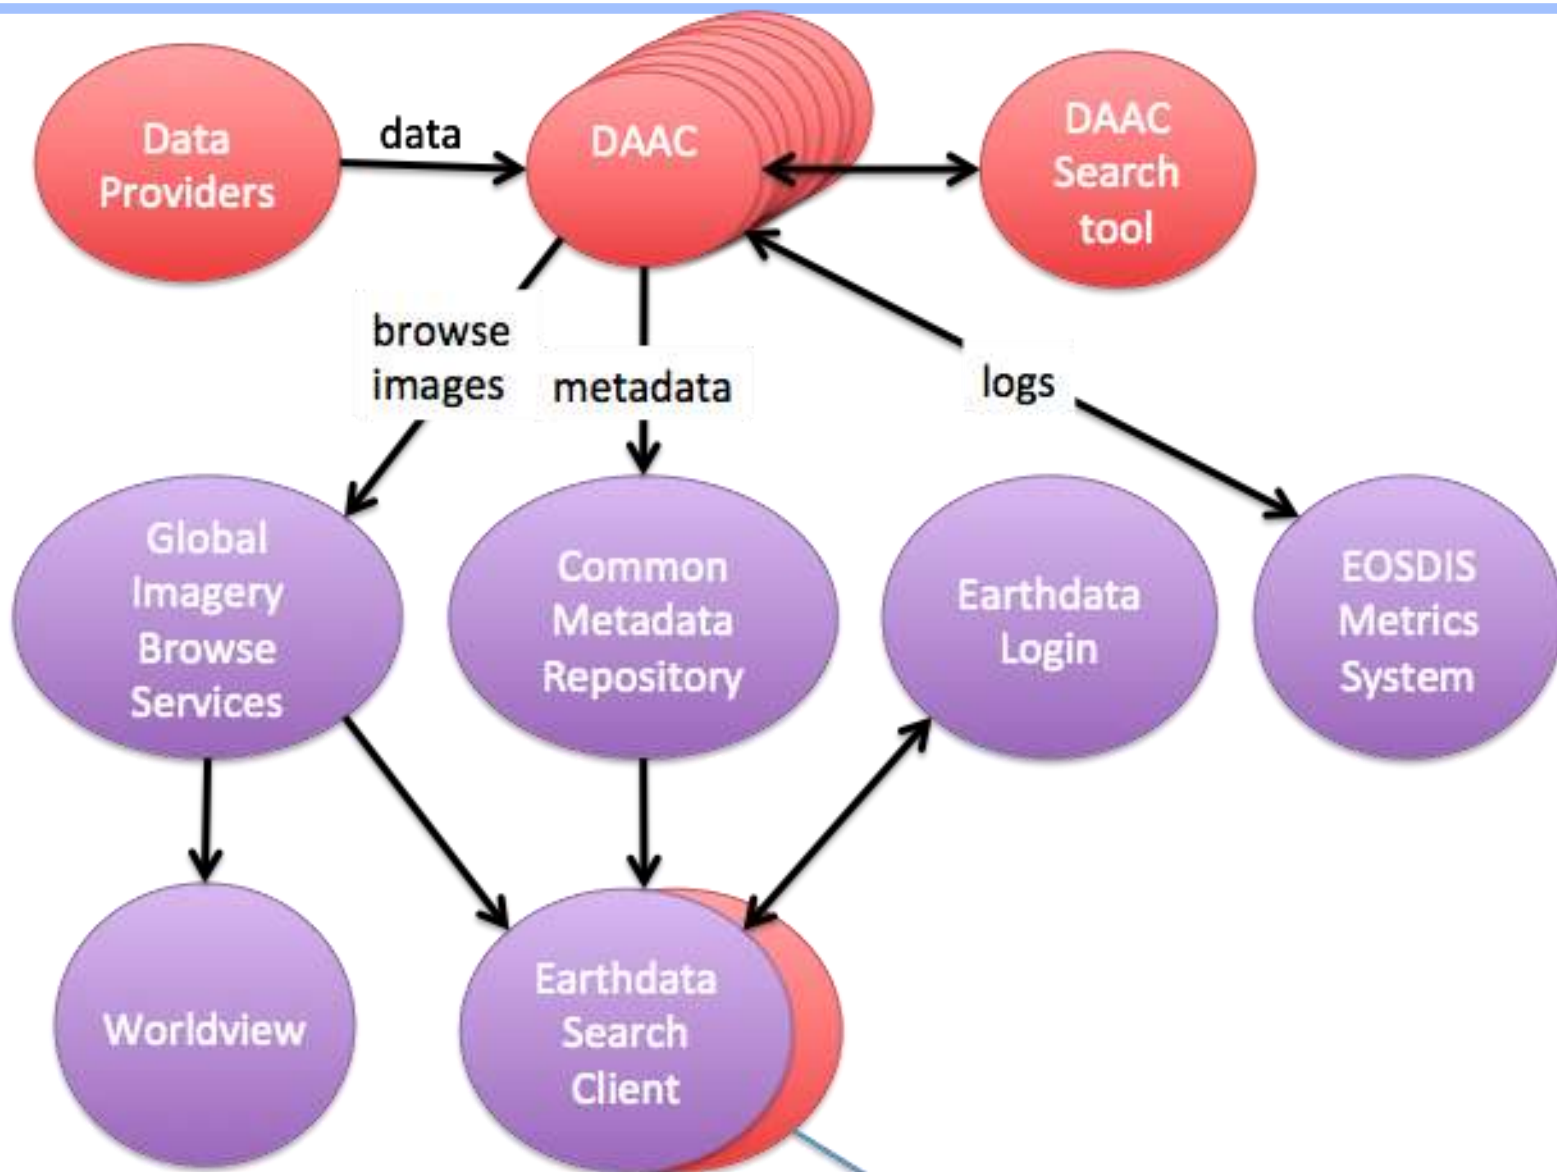 Data
Providers
data
DAAC
DAAC
Search
tool
browse
images
metadata
logs
Global
Imagery
Browse
Services
Common
Metadata
Repository
Earthdata
Login
EOSDIS
Metrics
System
Worldview
Earthdata
Search
Client